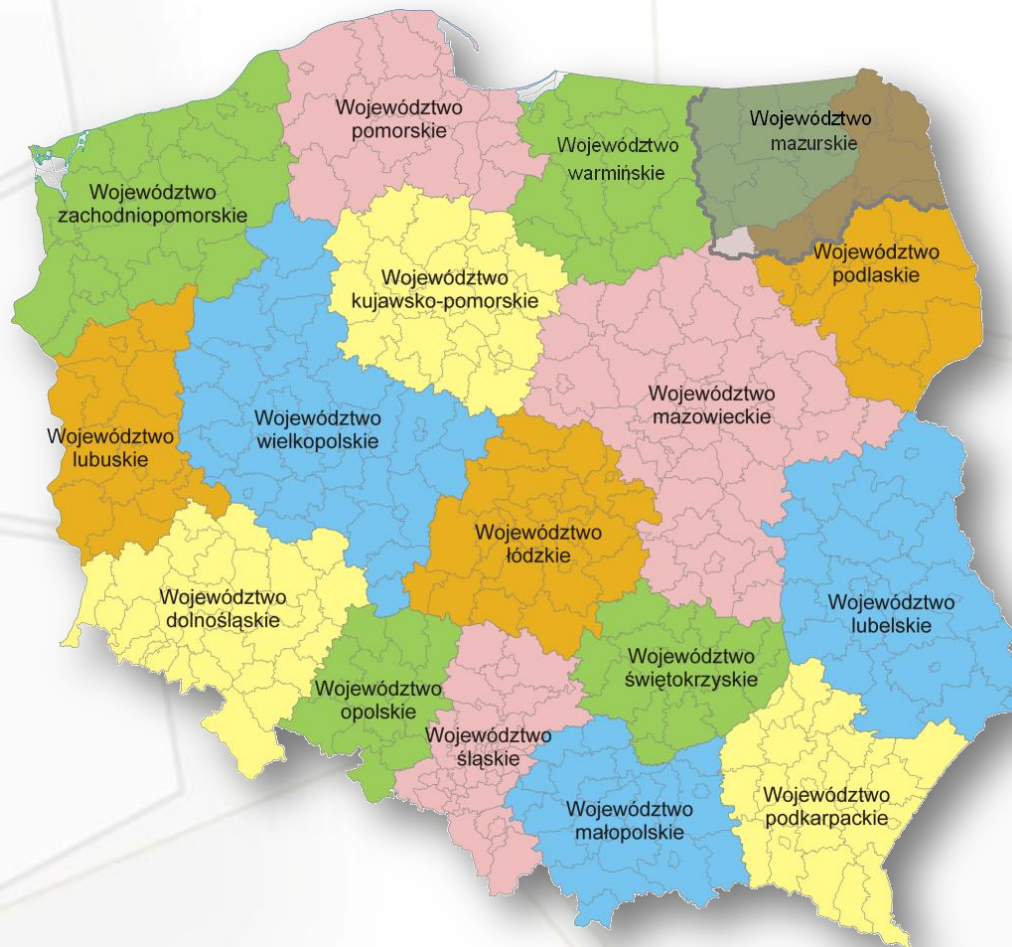 Województwo
pomorskie
Województwo
mazurskie
Województwo
warmińskie
Województwo
zachodniopomorskie
Województwo
podlaskie
Województwo
kujawsko-pomorskie
Województwo
mazowieckie
Województwo
wielkopolskie
Województwo
lubuskie
Województwo
łódzkie
Województwo
dolnośląskie
Województwo
lubelskie
Województwo
świętokrzyskie
Województwo
opolskie
Województwo
śląskie
Województwo
podkarpackie
Województwo
małopolskie